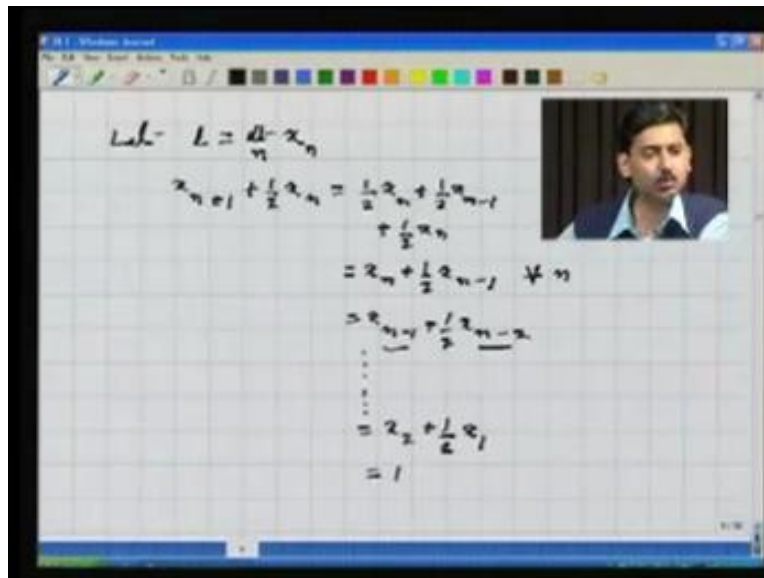 Let L = lt n x_n
x_{n+1} + 1/2 x_n = 1/2 x_n + 1/2 x_{n-1}
+ 1/2 x_n
= x_n + 1/2 x_{n-1} ∀ n
= x_{n-1} + 1/2 x_{n-2}
= x_2 + 1/2 x_1
= 1